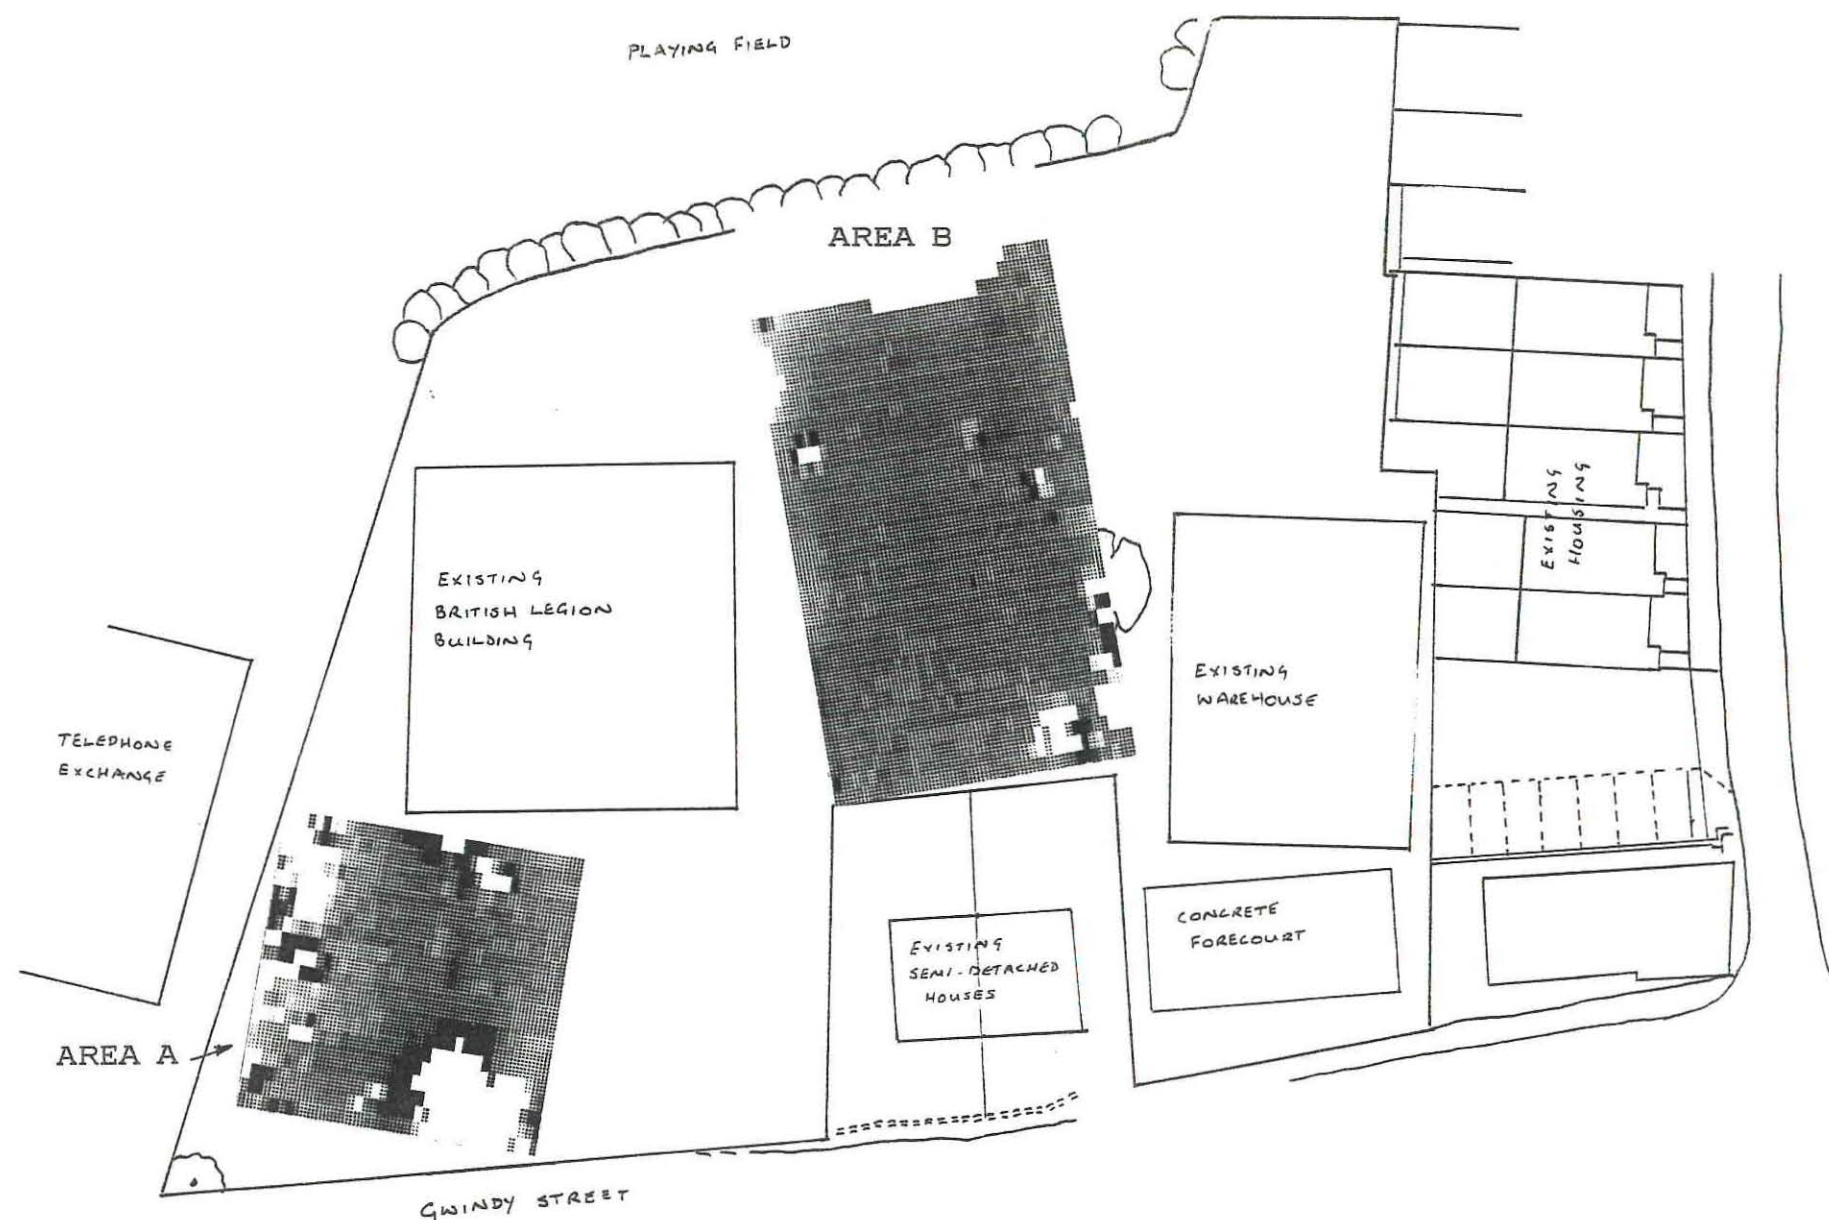 PLAYING FIELD
AREA B
EXISTING
BRITISH LEGION
BUILDING
EXISTING
HOUSING
EXISTING
WAREHOUSE
TELEPHONE
EXCHANGE
CONCRETE
FORECOURT
EXISTING
SEMI-DETACHED
HOUSES
AREA A
GWINDY STREET